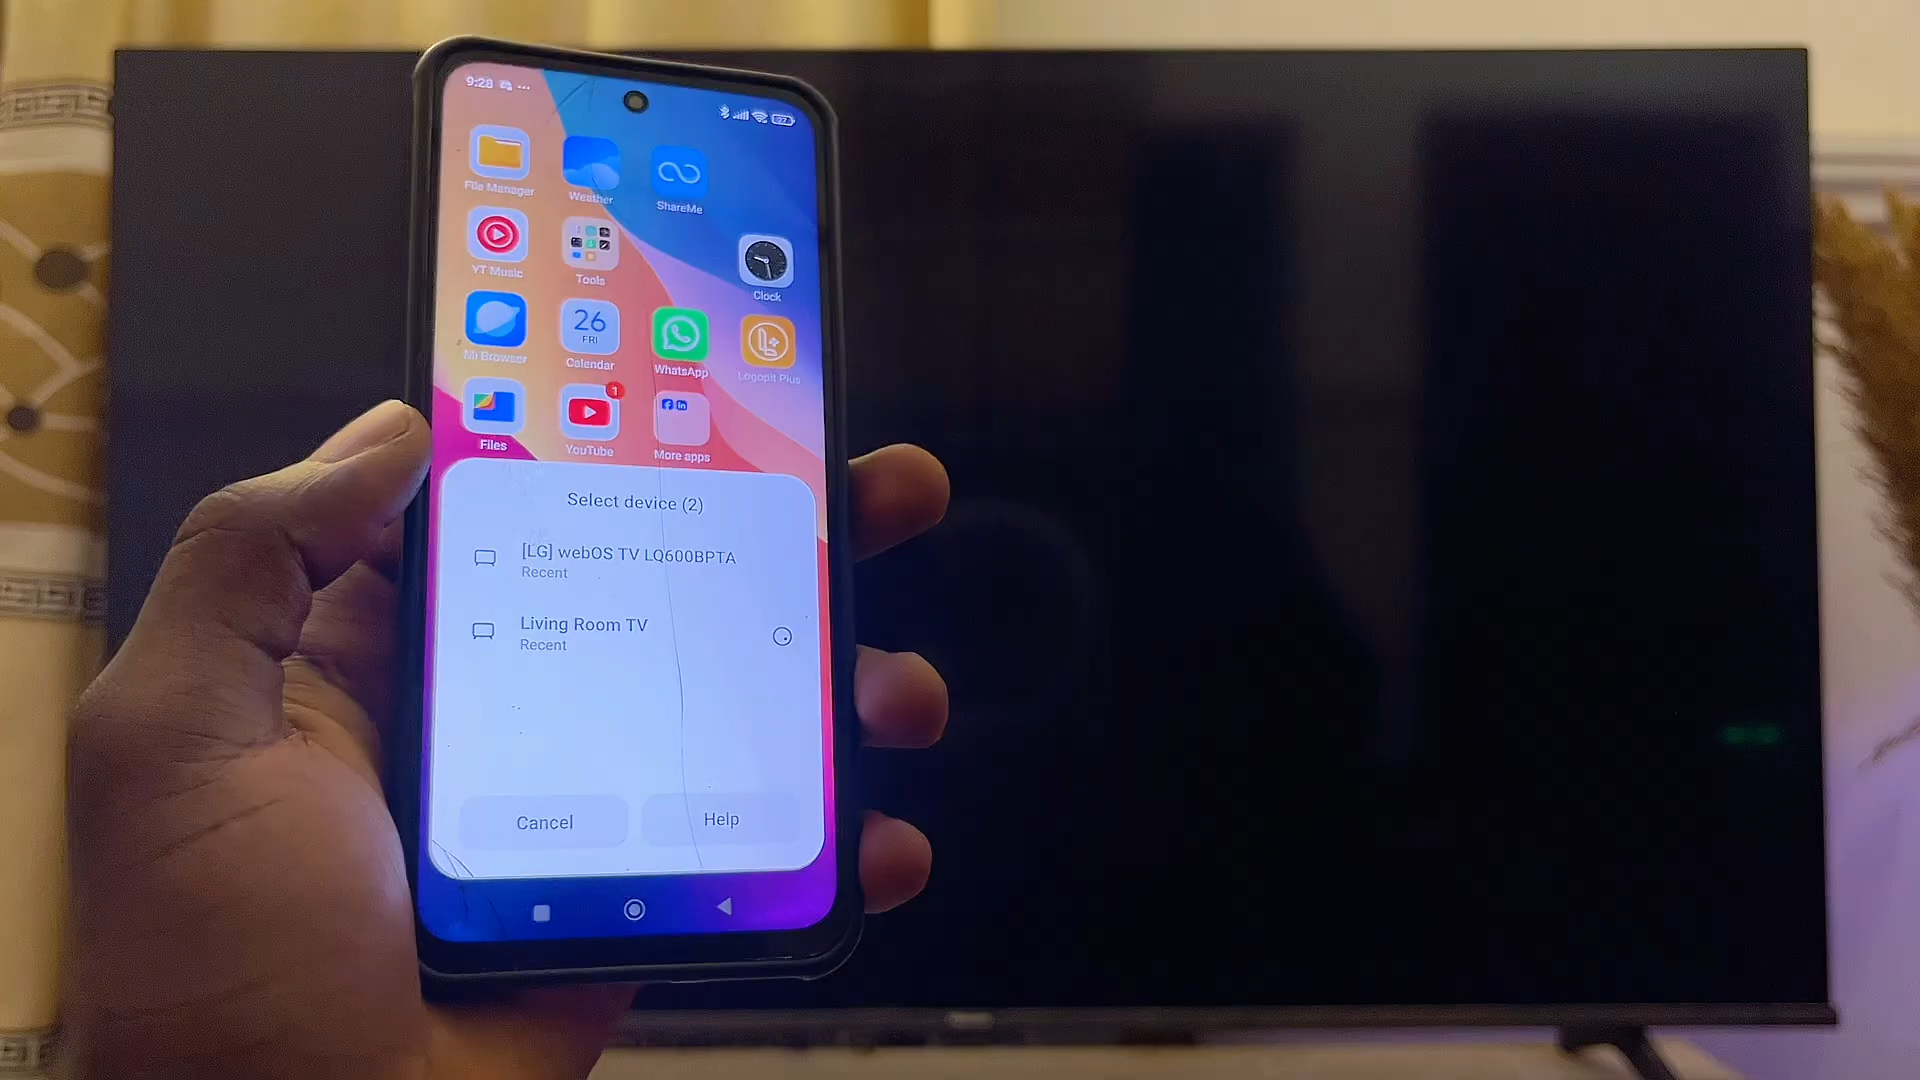 9:28
File Manager
Weather
ShareMe
YT Music
Tools
Clock
26
FRI
Mi Browser
Calendar
WhatsApp
Logopit Plus
1
Files
YouTube
More apps
Select device (2)
[LG] webOS TV LQ600BPTA
Recent
Living Room TV
Recent
Cancel
Help